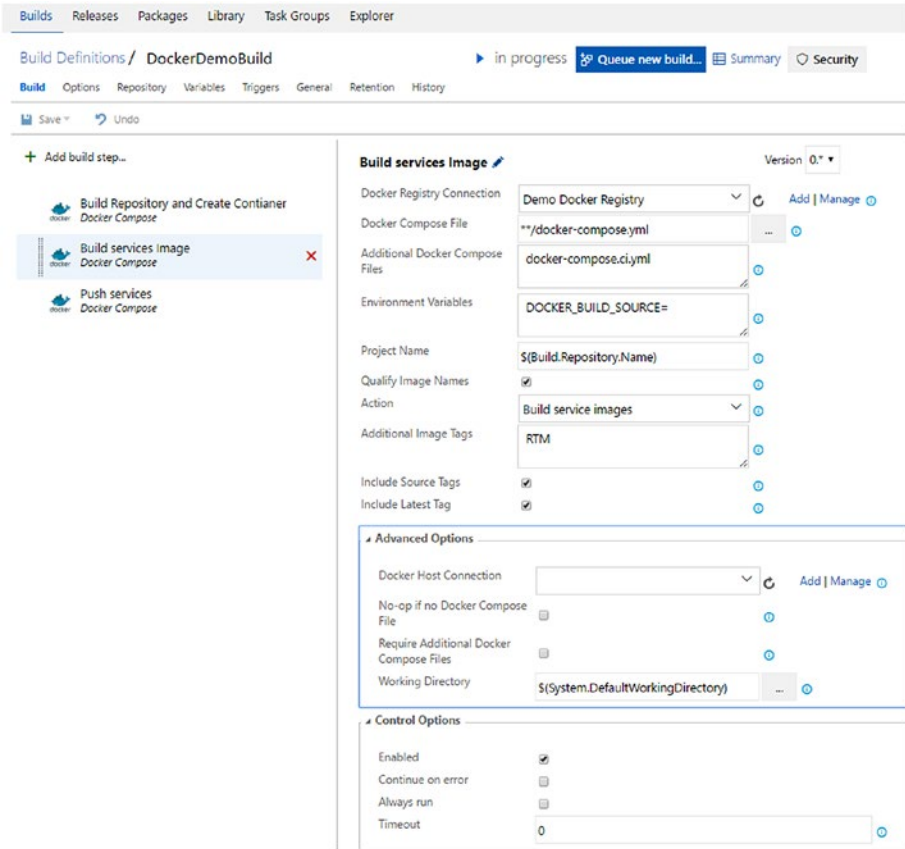 Builds Releases Packages Library Task Groups Explorer
Build Definitions / DockerDemoBuild in progress Queue new build... Summary Security
Build Options Repository Variables Triggers General Retention History
Save Undo
+ Add build step...
Build Repository and Create Contianer
Docker Compose
Build services Image
Docker Compose
Push services
Docker Compose
Build services Image Version 0.*
Docker Registry Connection Demo Docker Registry Add | Manage
Docker Compose File **/docker-compose.yml ...
Additional Docker Compose
Files
docker-compose.ci.yml
Environment Variables DOCKER_BUILD_SOURCE=
Project Name $(Build.Repository.Name)
Qualify Image Names
Action Build service images
Additional Image Tags RTM
Include Source Tags
Include Latest Tag
Advanced Options
Docker Host Connection Add | Manage
No-op if no Docker Compose
File
Require Additional Docker
Compose Files
Working Directory $(System.DefaultWorkingDirectory) ...
Control Options
Enabled
Continue on error
Always run
Timeout 0